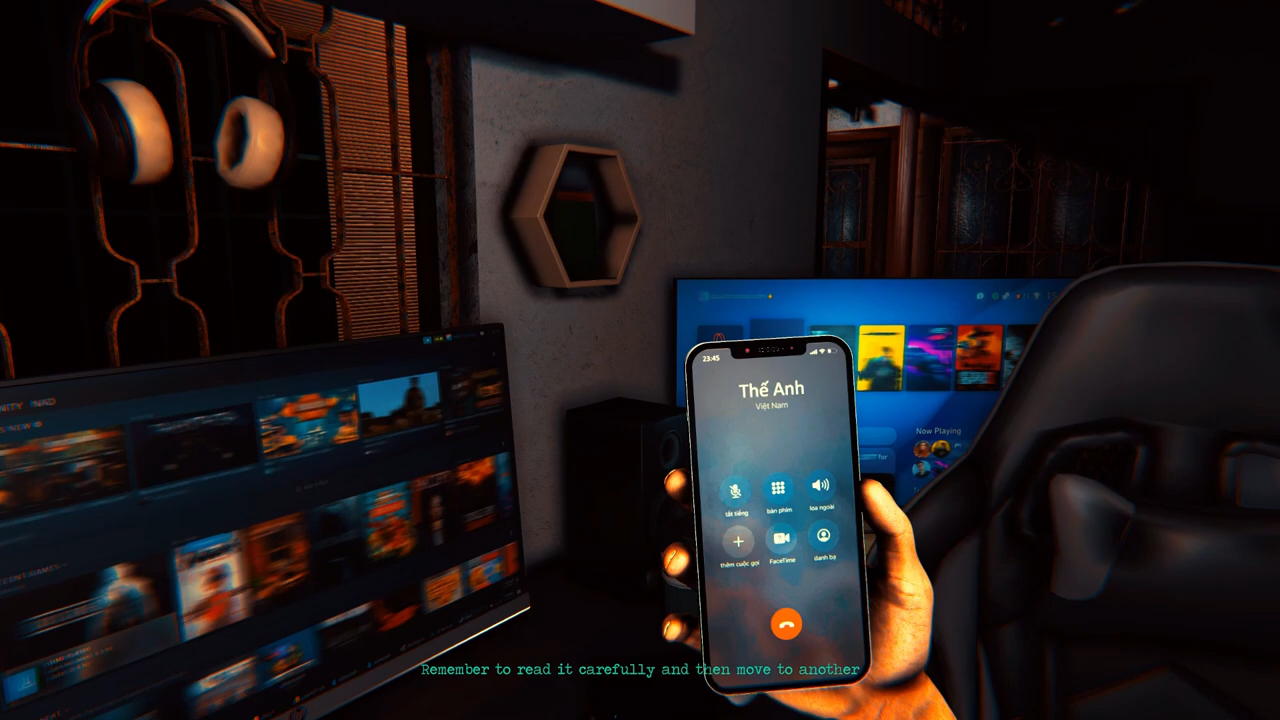 23:45
Thế Anh
Việt Nam
tắt tiếng
bàn phím
loa ngoài
thêm cuộc gọi
FaceTime
danh bạ
Now Playing
for
Remember to read it carefully and then move to another